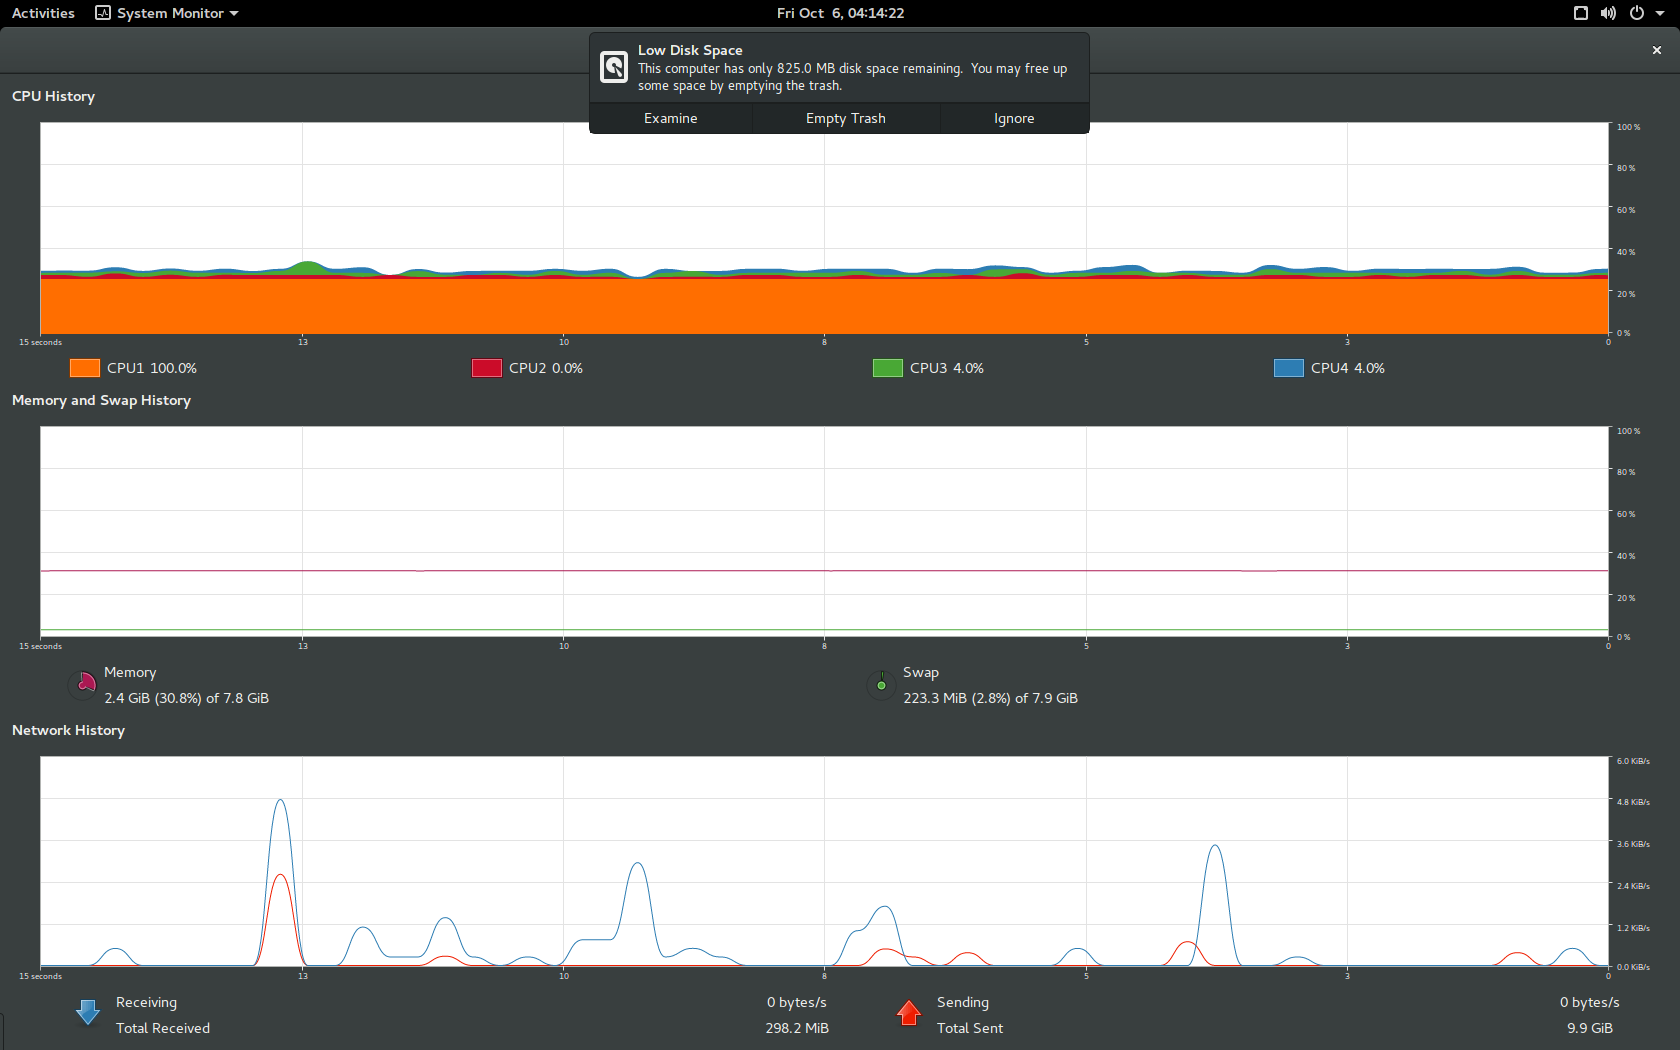 Activities System Monitor Fri Oct 6, 04:14:22
Low Disk Space
This computer has only 825.0 MB disk space remaining. You may free up
some space by emptying the trash.
Examine Empty Trash Ignore
CPU History
100 %
80 %
60 %
40 %
20 %
0 %
15 seconds 13 10 8 5 3 0
CPU1 100.0% CPU2 0.0% CPU3 4.0% CPU4 4.0%
Memory and Swap History
100 %
80 %
60 %
40 %
20 %
0 %
15 seconds 13 10 8 5 3 0
Memory Swap
2.4 GiB (30.8%) of 7.8 GiB 223.3 MiB (2.8%) of 7.9 GiB
Network History
6.0 KiB/s
4.8 KiB/s
3.6 KiB/s
2.4 KiB/s
1.2 KiB/s
0.0 KiB/s
15 seconds 13 10 8 5 3 0
Receiving 0 bytes/s Sending 0 bytes/s
Total Received 298.2 MiB Total Sent 9.9 GiB